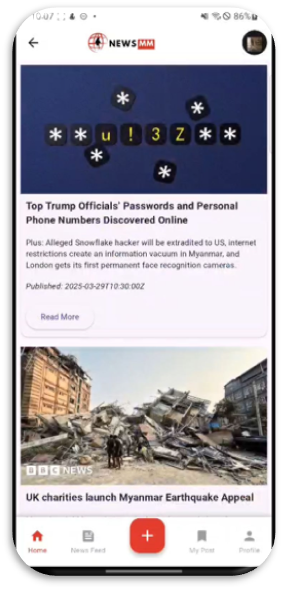 10:07
86%
NEWS MM
* * u ! 3 Z * *
Top Trump Officials' Passwords and Personal
Phone Numbers Discovered Online
Plus: Alleged Snowflake hacker will be extradited to US, internet
restrictions create an information vacuum in Myanmar, and
London gets its first permanent face recognition cameras.
Published: 2025-03-29T10:30:00Z
Read More
BBC NEWS
UK charities launch Myanmar Earthquake Appeal
Home
News Feed
My Post
Profile